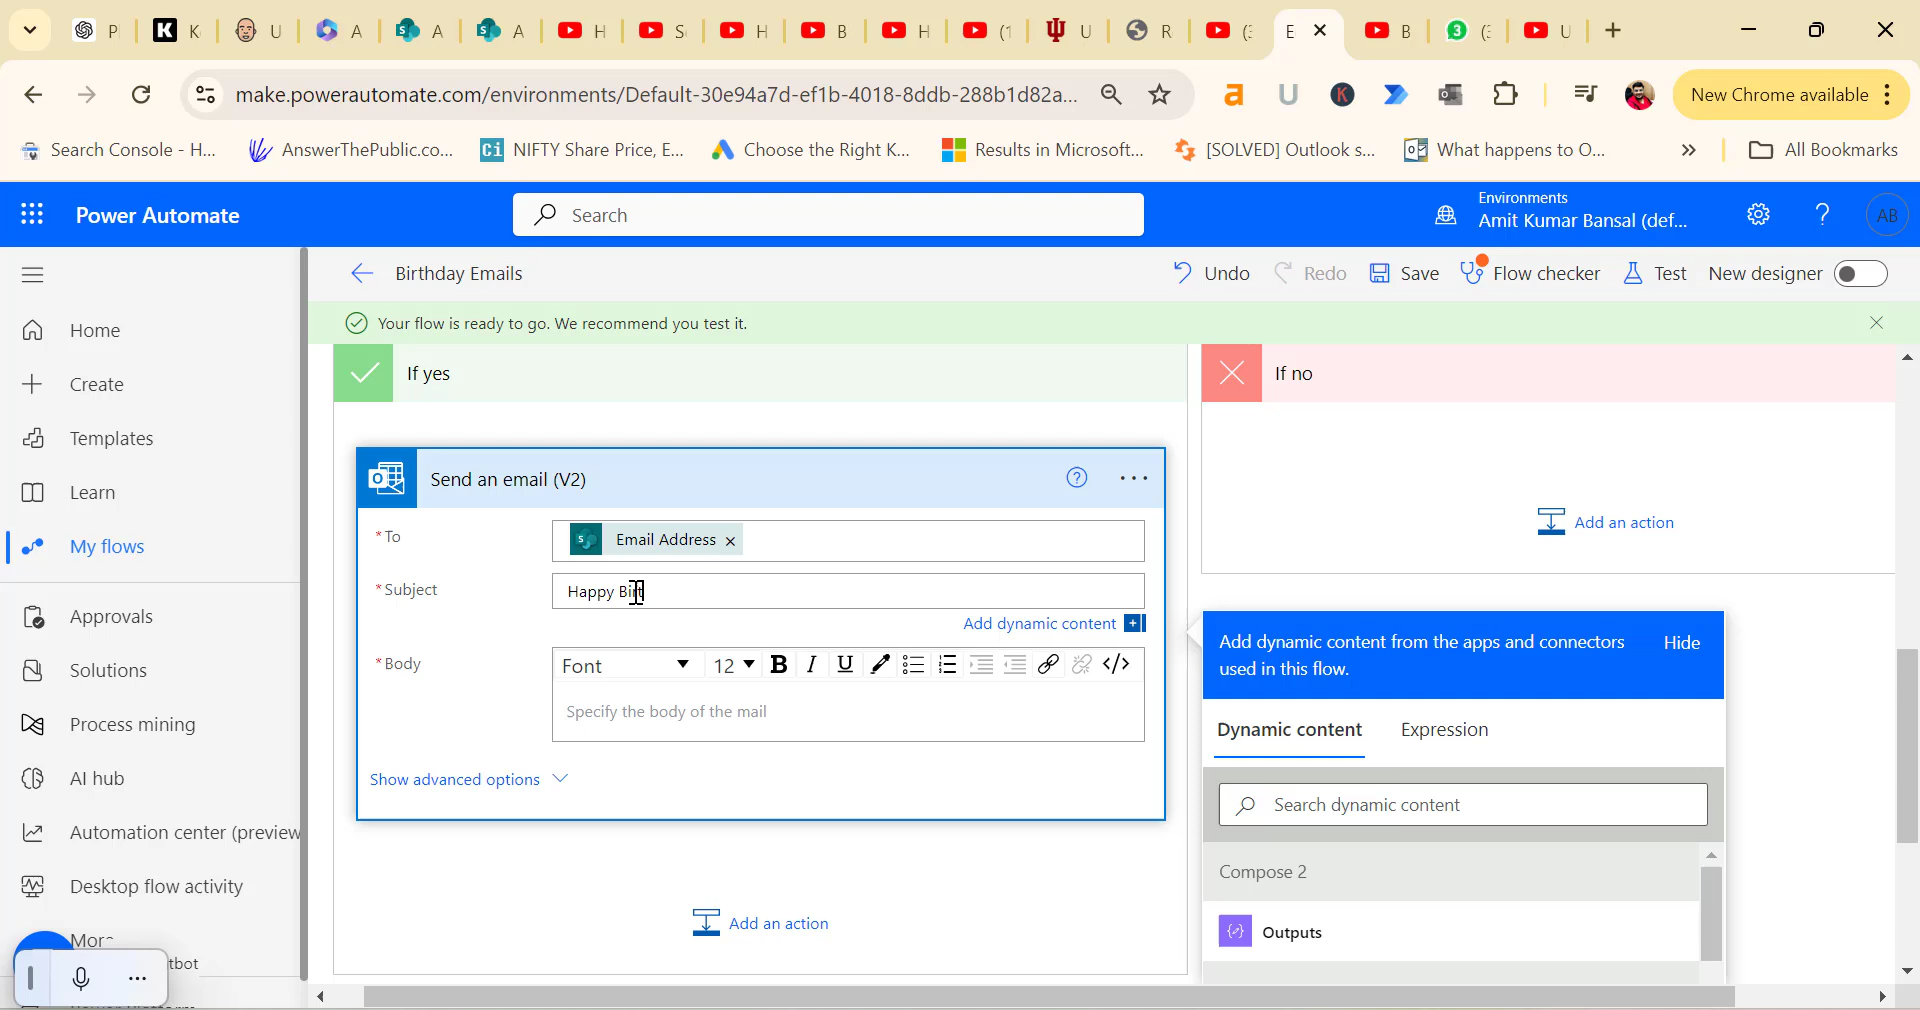 P
K
U
A
A
A
H
S
H
B
H
(1
U
R
(3
E
B
(3
U
make.powerautomate.com/environments/Default-30e94a7d-ef1b-4018-8ddb-288b1d82a...
New Chrome available
Search Console - H...
AnswerThePublic.co...
NIFTY Share Price, E...
Choose the Right K...
Results in Microsoft...
[SOLVED] Outlook s...
What happens to O...
All Bookmarks
Power Automate
Search
Environments
Amit Kumar Bansal (def...
AB
Birthday Emails
Undo
Redo
Save
Flow checker
Test
New designer
Home
Create
Templates
Learn
My flows
Approvals
Solutions
Process mining
AI hub
Automation center (preview
Desktop flow activity
More
tbot
Your flow is ready to go. We recommend you test it.
If yes
If no
Send an email (V2)
* To
Email Address
* Subject
Happy Birt
Add dynamic content
* Body
Font
12
Specify the body of the mail
Show advanced options
Add an action
Add an action
Add dynamic content from the apps and connectors
used in this flow.
Hide
Dynamic content
Expression
Search dynamic content
Compose 2
Outputs